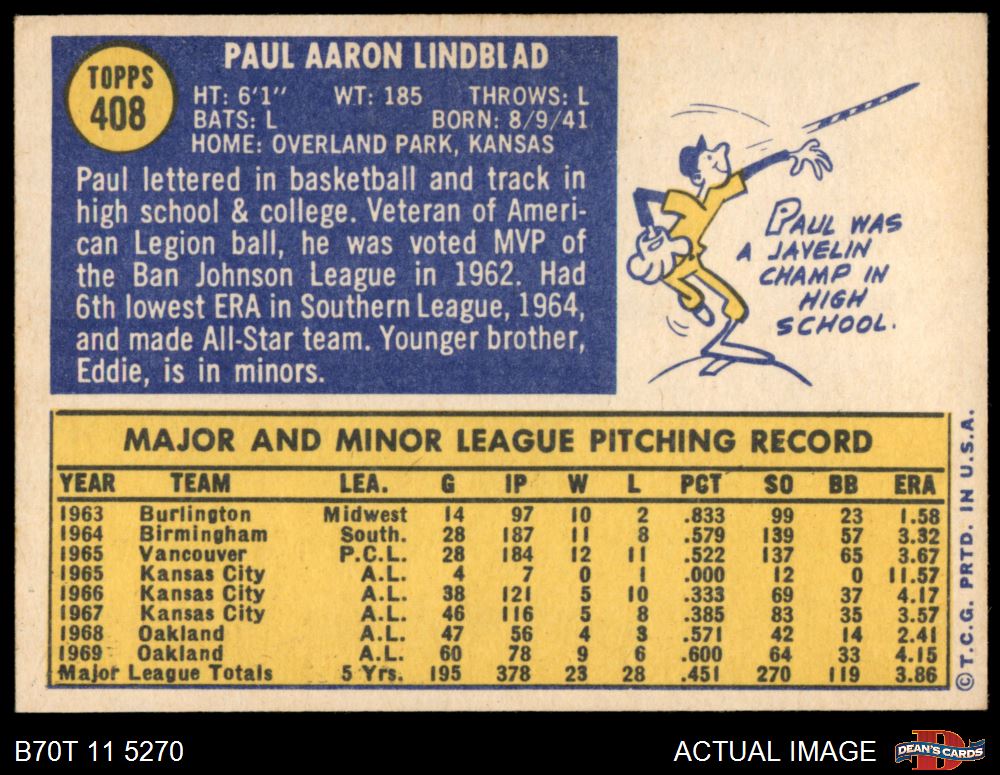 TOPPS
408
PAUL AARON LINDBLAD
HT: 6'1" WT: 185 THROWS: L
BATS: L BORN: 8/9/41
HOME: OVERLAND PARK, KANSAS
Paul lettered in basketball and track in
high school & college. Veteran of Ameri-
can Legion ball, he was voted MVP of
the Ban Johnson League in 1962. Had
6th lowest ERA in Southern League, 1964,
and made All-Star team. Younger brother,
Eddie, is in minors.
PAUL WAS
A JAVELIN
CHAMP IN
HIGH
SCHOOL.
MAJOR AND MINOR LEAGUE PITCHING RECORD
YEAR TEAM LEA. G IP W L PCT SO BB ERA
1963 Burlington Midwest 14 97 10 2 .833 99 23 1.58
1964 Birmingham South. 28 187 11 8 .579 139 57 3.32
1965 Vancouver P.C.L. 28 184 12 11 .522 137 65 3.67
1965 Kansas City A.L. 4 7 0 1 .000 12 0 11.57
1966 Kansas City A.L. 38 121 5 10 .333 69 37 4.17
1967 Kansas City A.L. 46 116 5 8 .385 83 35 3.57
1968 Oakland A.L. 47 56 4 3 .571 42 14 2.41
1969 Oakland A.L. 60 78 9 6 .600 64 33 4.15
Major League Totals 5 Yrs. 195 378 23 28 .451 270 119 3.86
© T.C.G. PRTD. IN U.S.A.
B70T 11 5270
ACTUAL IMAGE
DEAN'S CARDS